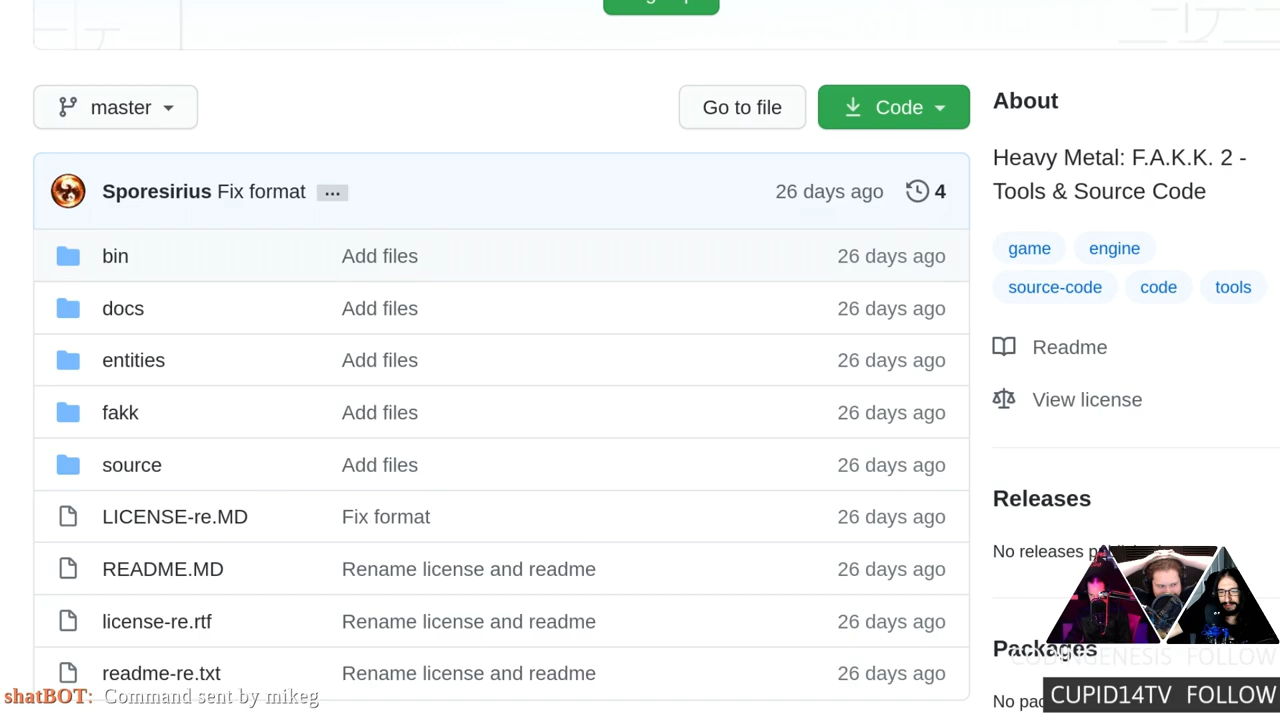 master
Go to file
Code
About
Heavy Metal: F.A.K.K. 2 -
Tools & Source Code
Sporesirius Fix format ...
26 days ago
4
bin Add files 26 days ago
game engine
docs Add files 26 days ago
source-code code tools
entities Add files 26 days ago
Readme
fakk Add files 26 days ago
View license
source Add files 26 days ago
LICENSE-re.MD Fix format 26 days ago
Releases
README.MD Rename license and readme 26 days ago
No releases
license-re.rtf Rename license and readme 26 days ago
Packages
readme-re.txt Rename license and readme 26 days ago
CODINGENESIS FOLLOW
shatBOT: Command sent by mikeg
No
CUPID14TV FOLLOW